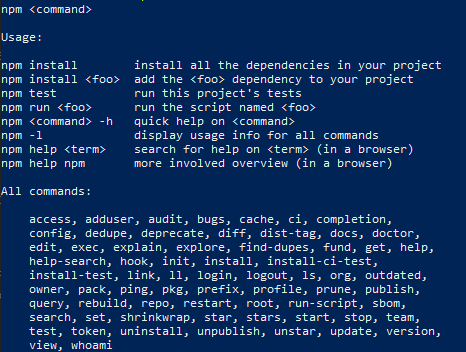 npm <command>
Usage:
npm install install all the dependencies in your project
npm install <foo> add the <foo> dependency to your project
npm test run this project's tests
npm run <foo> run the script named <foo>
npm <command> -h quick help on <command>
npm -l display usage info for all commands
npm help <term> search for help on <term> (in a browser)
npm help npm more involved overview (in a browser)
All commands:
access, adduser, audit, bugs, cache, ci, completion,
config, dedupe, deprecate, diff, dist-tag, docs, doctor,
edit, exec, explain, explore, find-dupes, fund, get, help,
help-search, hook, init, install, install-ci-test,
install-test, link, ll, login, logout, ls, org, outdated,
owner, pack, ping, pkg, prefix, profile, prune, publish,
query, rebuild, repo, restart, root, run-script, sbom,
search, set, shrinkwrap, star, stars, start, stop, team,
test, token, uninstall, unpublish, unstar, update, version,
view, whoami